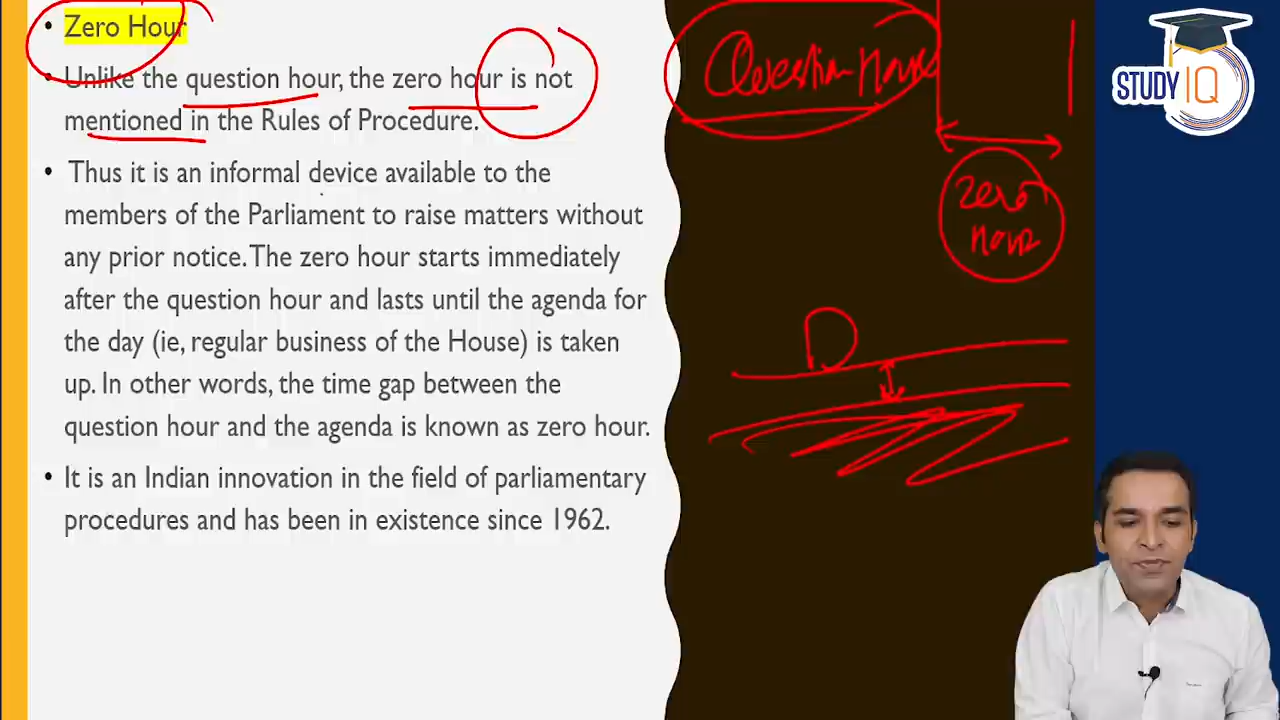 • Zero Hour
• Unlike the question hour, the zero hour is not
mentioned in the Rules of Procedure.
• Thus it is an informal device available to the
members of the Parliament to raise matters without
any prior notice. The zero hour starts immediately
after the question hour and lasts until the agenda for
the day (ie, regular business of the House) is taken
up. In other words, the time gap between the
question hour and the agenda is known as zero hour.
• It is an Indian innovation in the field of parliamentary
procedures and has been in existence since 1962.
Question
zero
hour
D
STUDY IQ